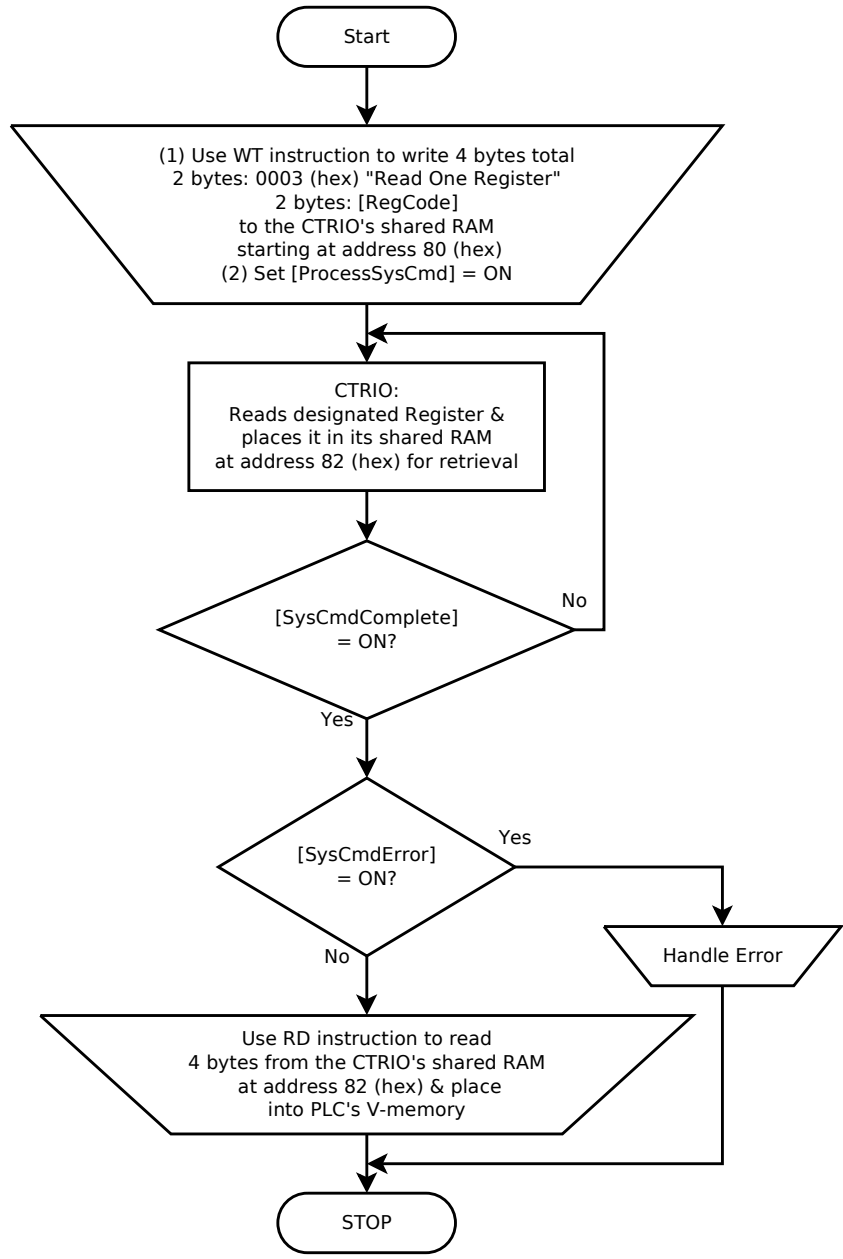 Start
(1) Use WT instruction to write 4 bytes total
2 bytes: 0003 (hex) "Read One Register"
2 bytes: [RegCode]
to the CTRIO's shared RAM
starting at address 80 (hex)
(2) Set [ProcessSysCmd] = ON
CTRIO:
Reads designated Register &
places it in its shared RAM
at address 82 (hex) for retrieval
[SysCmdComplete]
= ON?
No
Yes
[SysCmdError]
= ON?
Yes
No
Handle Error
Use RD instruction to read
4 bytes from the CTRIO's shared RAM
at address 82 (hex) & place
into PLC's V-memory
STOP